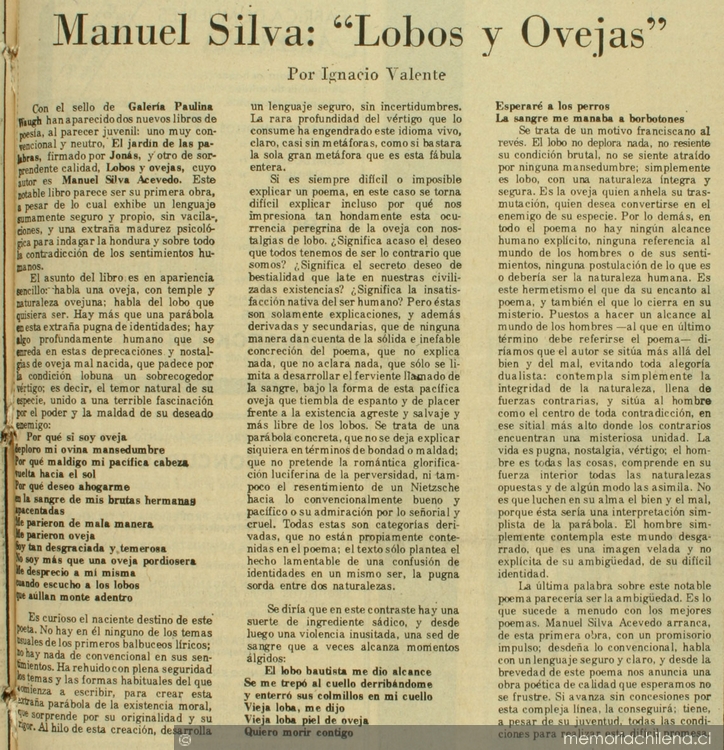 Manuel Silva: “Lobos y Ovejas”
Por Ignacio Valente
Con el sello de Galería Paulina
Waugh han aparecido dos nuevos libros de
poesía, al parecer juvenil: uno muy con-
vencional y neutro, El jardín de las pa-
labras, firmado por Jonás, y otro de sor-
prendente calidad, Lobos y ovejas, cuyo
autor es Manuel Silva Acevedo. Este
notable libro parece ser su primera obra,
a pesar de lo cual exhibe un lenguaje
sumamente seguro y propio, sin vacila-,
ciones, y una extraña madurez psicoló-
gica para indagar la hondura y sobre todo
la contradicción de los sentimientos hu-
manos.
El asunto del libro es en apariencia
sencillo: habla una oveja, con temple y
naturaleza ovejuna; habla del lobo que
quisiera ser. Hay más que una parábola
en esta extraña pugna de identidades; hay
algo profundamente humano que se
enreda en estas deprecaciones y nostal-
gias de oveja mal nacida, que padece por
la condición lobuna un sobrecogedor
vértigo; es decir, el temor natural de su
especie, unido a una terrible fascinación
por el poder y la maldad de su deseado
enemigo:
Por qué si soy oveja
deploro mi ovina mansedumbre
Por qué maldigo mi pacífica cabeza
vuelta hacia el sol
Por qué deseo ahogarme
en la sangre de mis brutas hermanas
apacentadas
Me parieron de mala manera
Me parieron oveja
Soy tan desgraciada y temerosa
No soy más que una oveja pordiosera
Me desprecio a mí misma
cuando escucho a los lobos
que aúllan monte adentro
Es curioso el naciente destino de este
poeta. No hay en él ninguno de los temas
usuales de los primeros balbuceos líricos;
no hay nada de convencional en sus sen-
timientos. Ha rehuido con plena seguridad
los temas y las formas habituales del que
comienza a escribir, para crear esta
extraña parábola de la existencia moral,
que sorprende por su originalidad y su
rigor. Al hilo de esta creación, desarrolla
un lenguaje seguro, sin incertidumbres.
La rara profundidad del vértigo que lo
consume ha engendrado este idioma vivo,
claro, casi sin metáforas, como si bastara
la sola gran metáfora que es esta fábula
entera.
Si es siempre difícil o imposible
explicar un poema, en este caso se torna
difícil explicar incluso por qué nos
impresiona tan hondamente esta ocu-
rrencia peregrina de la oveja con nos-
talgias de lobo. ¿Significa acaso el deseo
que todos tenemos de ser lo contrario que
somos? ¿Significa el secreto deseo de
bestialidad que late en nuestras civili-
zadas existencias? ¿Significa la insatis-
facción nativa del ser humano? Pero éstas
son solamente explicaciones, y además
derivadas y secundarias, que de ninguna
manera dan cuenta de la sólida e inefable
concreción del poema, que no explica
nada, que no aclara nada, que sólo se li-
mita a desarrollar el ferviente llamado de
la sangre, bajo la forma de esta pacífica
oveja que tiembla de espanto y de placer
frente a la existencia agreste y salvaje y
más libre de los lobos. Se trata de una
parábola concreta, que no se deja explicar
siquiera en términos de bondad o maldad;
que no pretende la romántica glorifica-
ción luciferina de la perversidad, ni tam-
poco el resentimiento de un Nietzsche
hacia lo convencionalmente bueno y
pacífico o su admiración por lo señorial y
cruel. Todas estas son categorías deri-
vadas, que no están propiamente conte-
nidas en el poema; el texto sólo plantea el
hecho lamentable de una confusión de
identidades en un mismo ser, la pugna
sorda entre dos naturalezas.
Se diría que en este contraste hay una
suerte de ingrediente sádico, y desde
luego una violencia inusitada, una sed de
sangre que a veces alcanza momentos
álgidos:
El lobo bautista me dio alcance
Se me trepó al cuello derribándome
y enterró sus colmillos en mi cuello
Vieja loba, me dijo
Vieja loba piel de oveja
Quiero morir contigo
Esperaré a los perros
La sangre me manaba a borbotones
Se trata de un motivo franciscano al
revés. El lobo no deplora nada, no resiente
su condición brutal, no se siente atraído
por ninguna mansedumbre; simplemente
es lobo, con una naturaleza íntegra y
segura. Es la oveja quien anhela su tras-
mutación, quien desea convertirse en el
enemigo de su especie. Por lo demás, en
todo el poema no hay ningún alcance
humano explícito, ninguna referencia al
mundo de los hombres o de sus senti-
mientos, ninguna postulación de lo que es
o debería ser la naturaleza humana. Es
este hermetismo el que da su encanto al
poema, y también el que lo cierra en su
misterio. Puestos a hacer un alcance al
mundo de los hombres —al que en último
término debe referirse el poema— di-
ríamos que el autor se sitúa más allá del
bien y del mal, evitando toda alegoría
dualista: contempla simplemente la
integridad de la naturaleza, llena de
fuerzas contrarias, y sitúa al hombre
como el centro de toda contradicción, en
ese sitial más alto donde los contrarios
encuentran una misteriosa unidad. La
vida es pugna, nostalgia, vértigo; el hom-
bre es todas las cosas, comprende en su
fuerza interior todas las naturalezas
opuestas y de algún modo las asimila. No
es que luchen en su alma el bien y el mal,
porque ésta sería una interpretación sim-
plista de la parábola. El hombre sim-
plemente contempla este mundo desga-
rrado, que es una imagen velada y no
explícita de su ambigüedad, de su difícil
identidad.
La última palabra sobre este notable
poema parecería ser la ambigüedad. Es lo
que sucede a menudo con los mejores
poemas. Manuel Silva Acevedo arranca,
de esta primera obra, con un promisorio
impulso; desdeña lo convencional, habla
con un lenguaje seguro y claro, y desde la
brevedad de este poema nos anuncia una
obra poética de calidad que esperamos no
se frustre. Si avanza sin concesiones por
esta compleja línea, la conseguirá; tiene,
a pesar de su juventud, todas las condi-
ciones para realizar esta difícil promesa.
© memoriachilena.cl